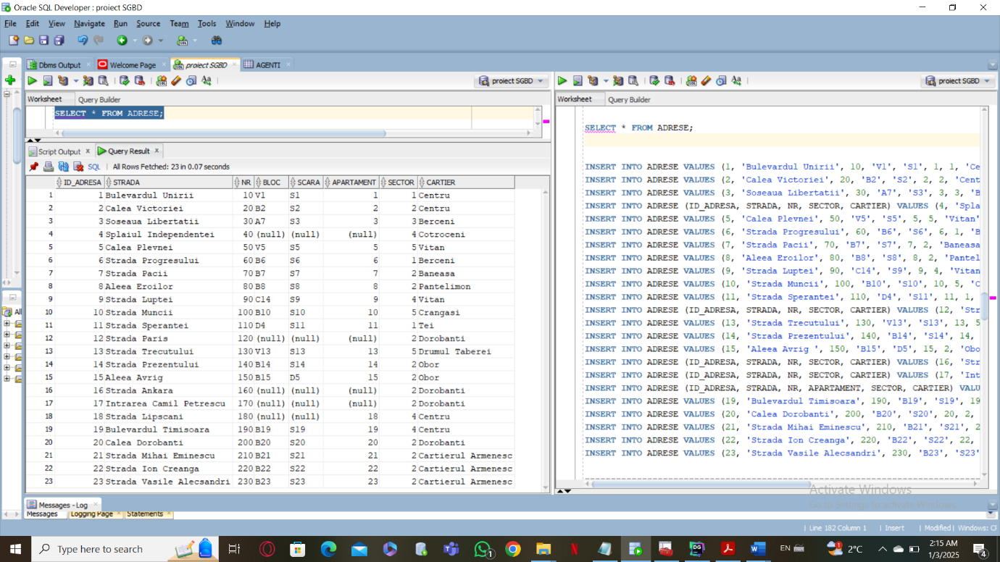 Oracle SQL Developer : proiect SGBD
File Edit View Navigate Run Source Team Tools Window Help
Dbms Output Welcome Page proiect SGBD AGENTI
proiect SGBD
Worksheet Query Builder
SELECT * FROM ADRESE;
Script Output Query Result
SQL All Rows Fetched: 23 in 0.07 seconds
ID_ADRESA STRADA NR BLOC SCARA APARTAMENT SECTOR CARTIER
1 1 Bulevardul Unirii 10 V1 S1 1 1 Centru
2 2 Calea Victoriei 20 B2 S2 2 2 Centru
3 3 Soseaua Libertatii 30 A7 S3 3 3 Berceni
4 4 Splaiul Independentei 40 (null) (null) (null) 4 Cotroceni
5 5 Calea Plevnei 50 V5 S5 5 5 Vitan
6 6 Strada Progresului 60 B6 S6 6 1 Berceni
7 7 Strada Pacii 70 B7 S7 7 2 Baneasa
8 8 Aleea Eroilor 80 B8 S8 8 2 Pantelimon
9 9 Strada Luptei 90 C14 S9 9 4 Vitan
10 10 Strada Muncii 100 B10 S10 10 5 Crangasi
11 11 Strada Sperantei 110 D4 S11 11 1 Tei
12 12 Strada Paris 120 (null) (null) (null) 2 Dorobanti
13 13 Strada Trecutului 130 V13 S13 13 5 Drumul Taberei
14 14 Strada Prezentului 140 B14 S14 14 2 Obor
15 15 Aleea Avrig 150 B15 D5 15 2 Obor
16 16 Strada Ankara 160 (null) (null) (null) 2 Dorobanti
17 17 Intrarea Camil Petrescu 170 (null) (null) (null) 2 Dorobanti
18 18 Strada Lipscani 180 (null) (null) 18 4 Centru
19 19 Bulevardul Timisoara 190 B19 S19 19 4 Centru
20 20 Calea Dorobanti 200 B20 S20 20 2 Dorobanti
21 21 Strada Mihai Eminescu 210 B21 S21 21 2 Cartierul Armenesc
22 22 Strada Ion Creanga 220 B22 S22 22 2 Cartierul Armenesc
23 23 Strada Vasile Alecsandri 230 B23 S23 23 2 Cartierul Armenesc
proiect SGBD
Worksheet Query Builder
SELECT * FROM ADRESE;
INSERT INTO ADRESE VALUES (1, 'Bulevardul Unirii', 10, 'V1', 'S1', 1, 1, 'Ce
INSERT INTO ADRESE VALUES (2, 'Calea Victoriei', 20, 'B2', 'S2', 2, 2, 'Cent
INSERT INTO ADRESE VALUES (3, 'Soseaua Libertatii', 30, 'A7', 'S3', 3, 3, 'B
INSERT INTO ADRESE (ID_ADRESA, STRADA, NR, SECTOR, CARTIER) VALUES (4, 'Spla
INSERT INTO ADRESE VALUES (5, 'Calea Plevnei', 50, 'V5', 'S5', 5, 5, 'Vitan'
INSERT INTO ADRESE VALUES (6, 'Strada Progresului', 60, 'B6', 'S6', 6, 1, 'B
INSERT INTO ADRESE VALUES (7, 'Strada Pacii', 70, 'B7', 'S7', 7, 2, 'Baneasa
INSERT INTO ADRESE VALUES (8, 'Aleea Eroilor', 80, 'B8', 'S8', 8, 2, 'Pantel
INSERT INTO ADRESE VALUES (9, 'Strada Luptei', 90, 'C14', 'S9', 9, 4, 'Vitan
INSERT INTO ADRESE VALUES (10, 'Strada Muncii', 100, 'B10', 'S10', 10, 5, 'C
INSERT INTO ADRESE VALUES (11, 'Strada Sperantei', 110, 'D4', 'S11', 11, 1,
INSERT INTO ADRESE (ID_ADRESA, STRADA, NR, SECTOR, CARTIER) VALUES (12, 'Str
INSERT INTO ADRESE VALUES (13, 'Strada Trecutului', 130, 'V13', 'S13', 13, 5
INSERT INTO ADRESE VALUES (14, 'Strada Prezentului', 140, 'B14', 'S14', 14,
INSERT INTO ADRESE VALUES (15, 'Aleea Avrig ', 150, 'B15', 'D5', 15, 2, 'Obo
INSERT INTO ADRESE (ID_ADRESA, STRADA, NR, SECTOR, CARTIER) VALUES (16, 'Str
INSERT INTO ADRESE (ID_ADRESA, STRADA, NR, SECTOR, CARTIER) VALUES (17, 'Int
INSERT INTO ADRESE (ID_ADRESA, STRADA, NR, APARTAMENT, SECTOR, CARTIER) VALU
INSERT INTO ADRESE VALUES (19, 'Bulevardul Timisoara', 190, 'B19', 'S19', 19
INSERT INTO ADRESE VALUES (20, 'Calea Dorobanti', 200, 'B20', 'S20', 20, 2,
INSERT INTO ADRESE VALUES (21, 'Strada Mihai Eminescu', 210, 'B21', 'S21', 2
INSERT INTO ADRESE VALUES (22, 'Strada Ion Creanga', 220, 'B22', 'S22', 22,
INSERT INTO ADRESE VALUES (23, 'Strada Vasile Alecsandri', 230, 'B23', 'S23'
All
Activate Windows
Go to Settings to activate Windows.
Messages - Log
Messages Logging Page Statements
Line 182 Column 1 Insert Modified Windows: CF
Type here to search
1
EN
1
2°C
2:15 AM
1/3/2025
4